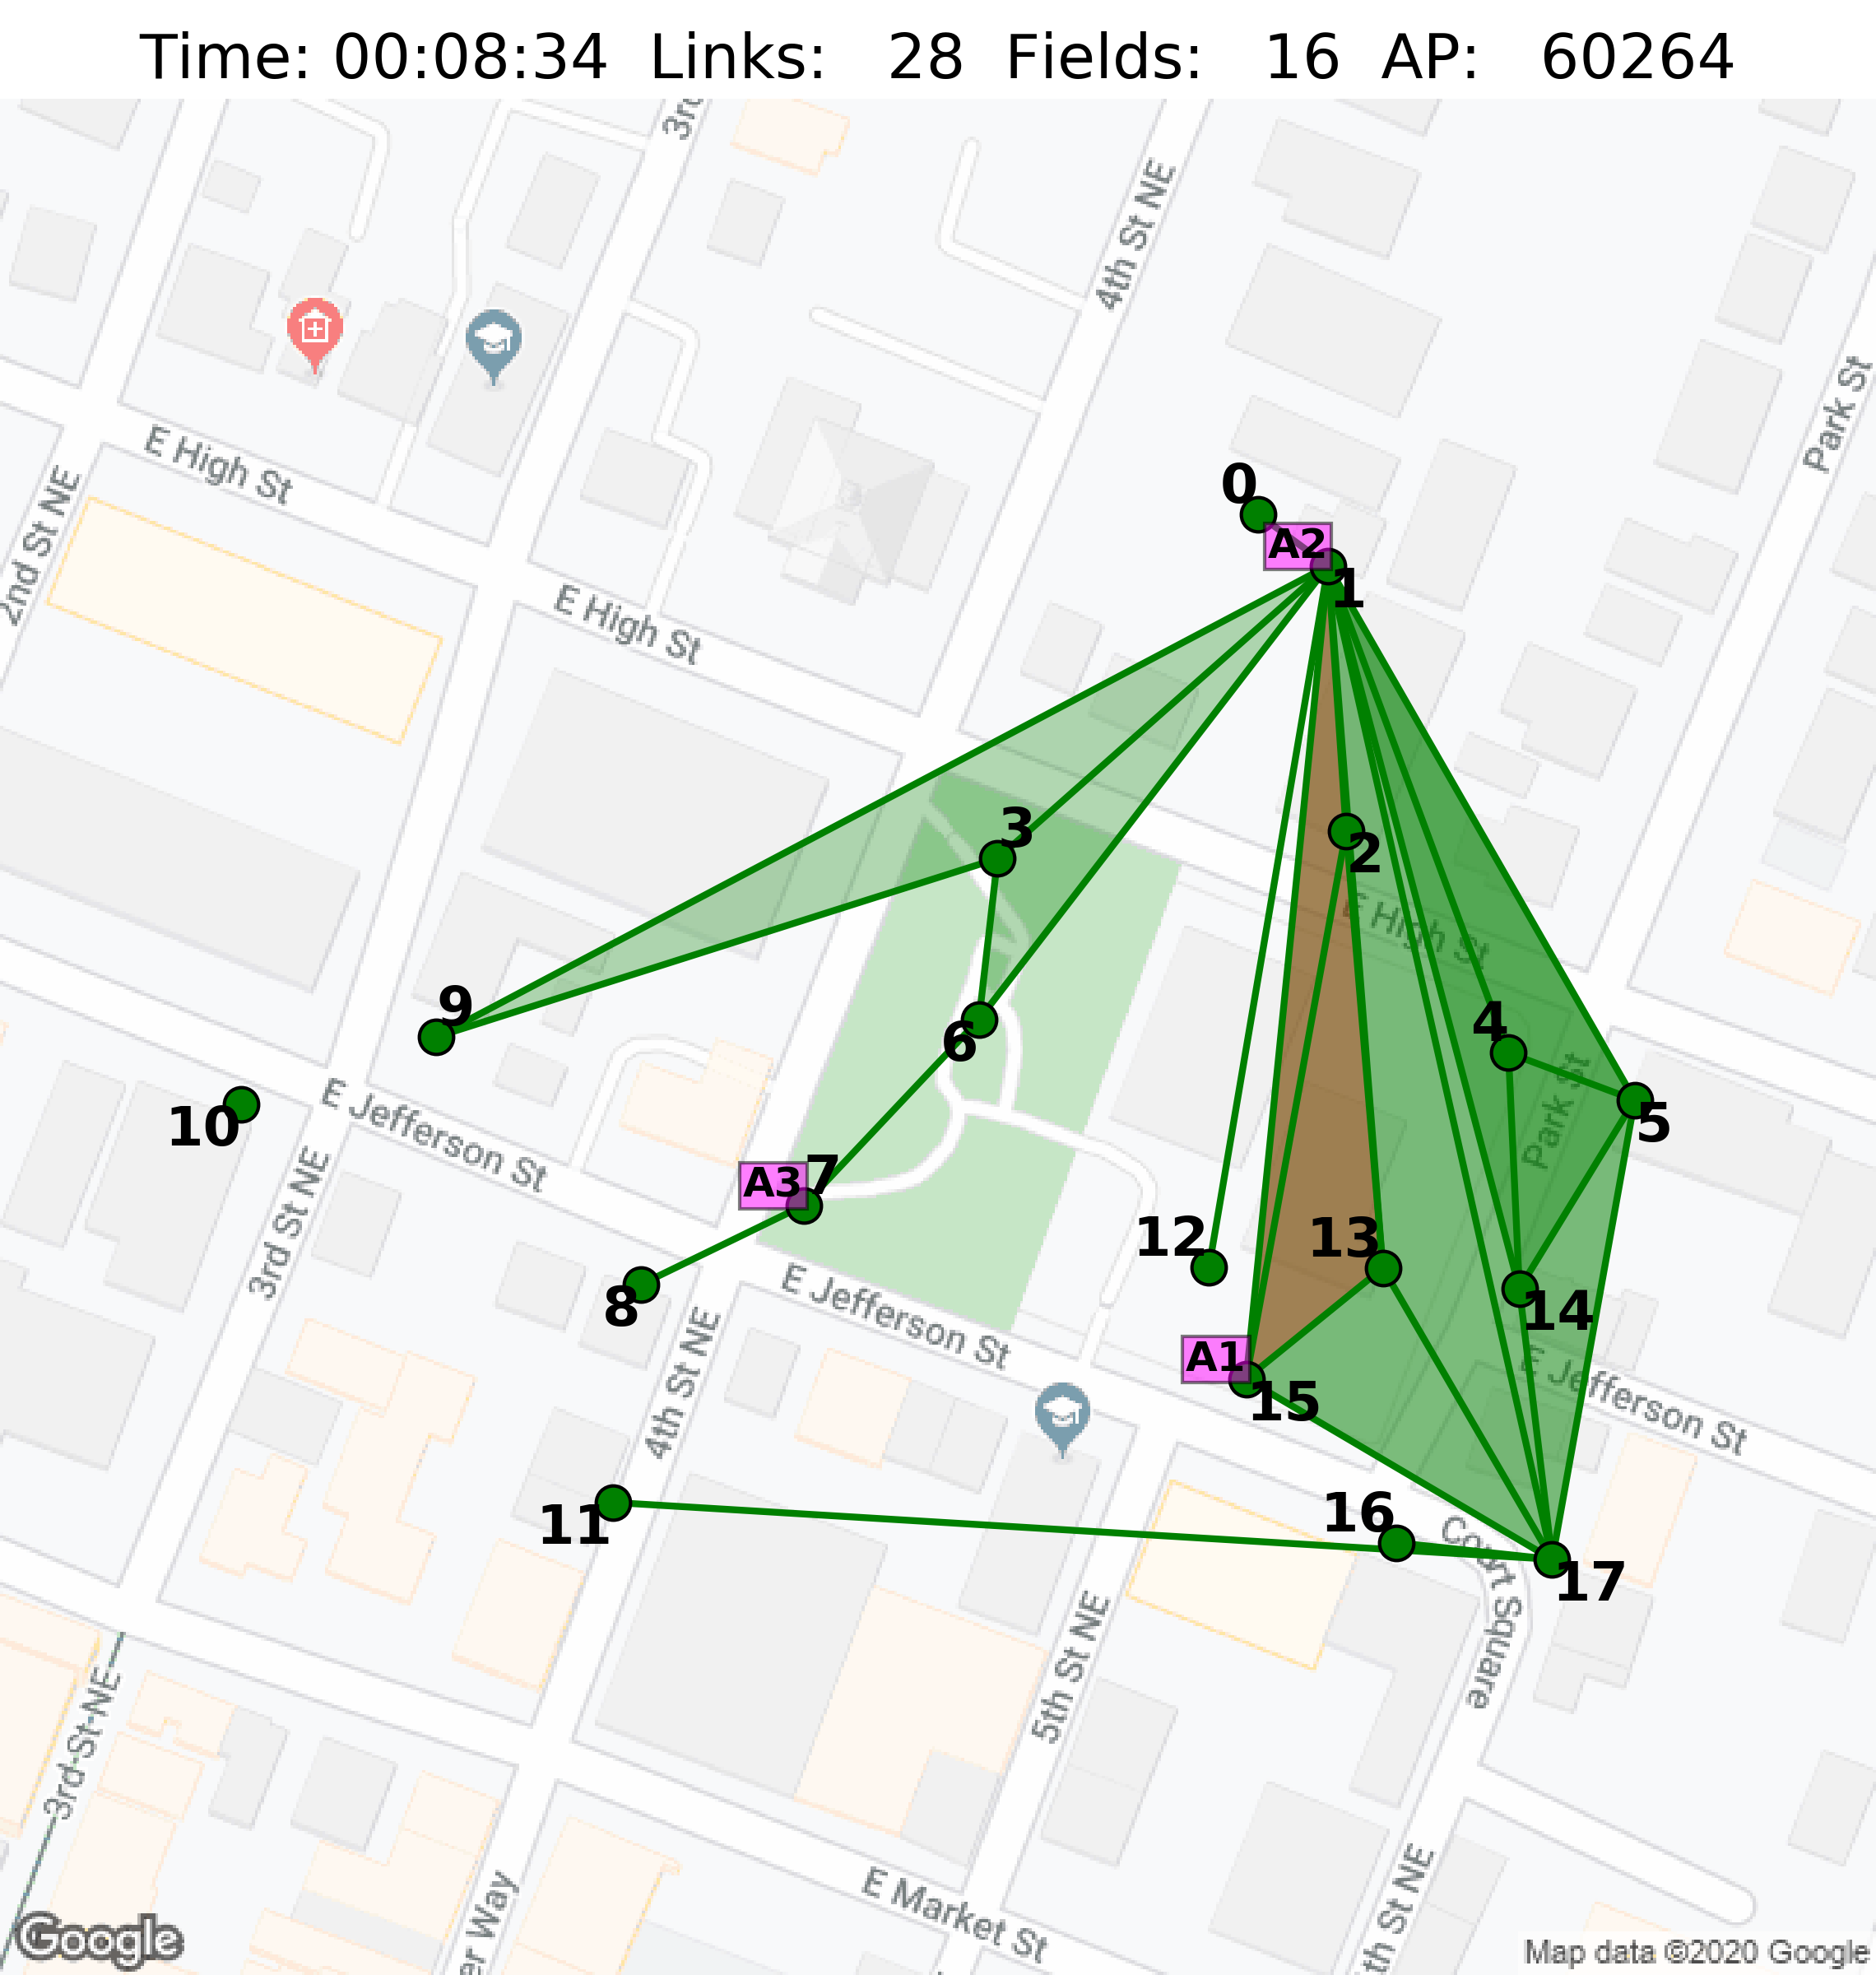 Time: 00:08:34 Links: 28 Fields: 16 AP: 60264
3rd
4th St NE
Park St
E High St
2nd St NE
0
A2
1
E High St
3
2
E High St
9
4
6
5
10
E Jefferson St
Park St
3rd St NE
A3
7
12
13
8
14
E Jefferson St
A1
15
E Jefferson St
4th St NE
11
16
Court Square
17
5th St NE
3rd St NE
E Market St
er Way
th St NE
Google
Map data ©2020 Google